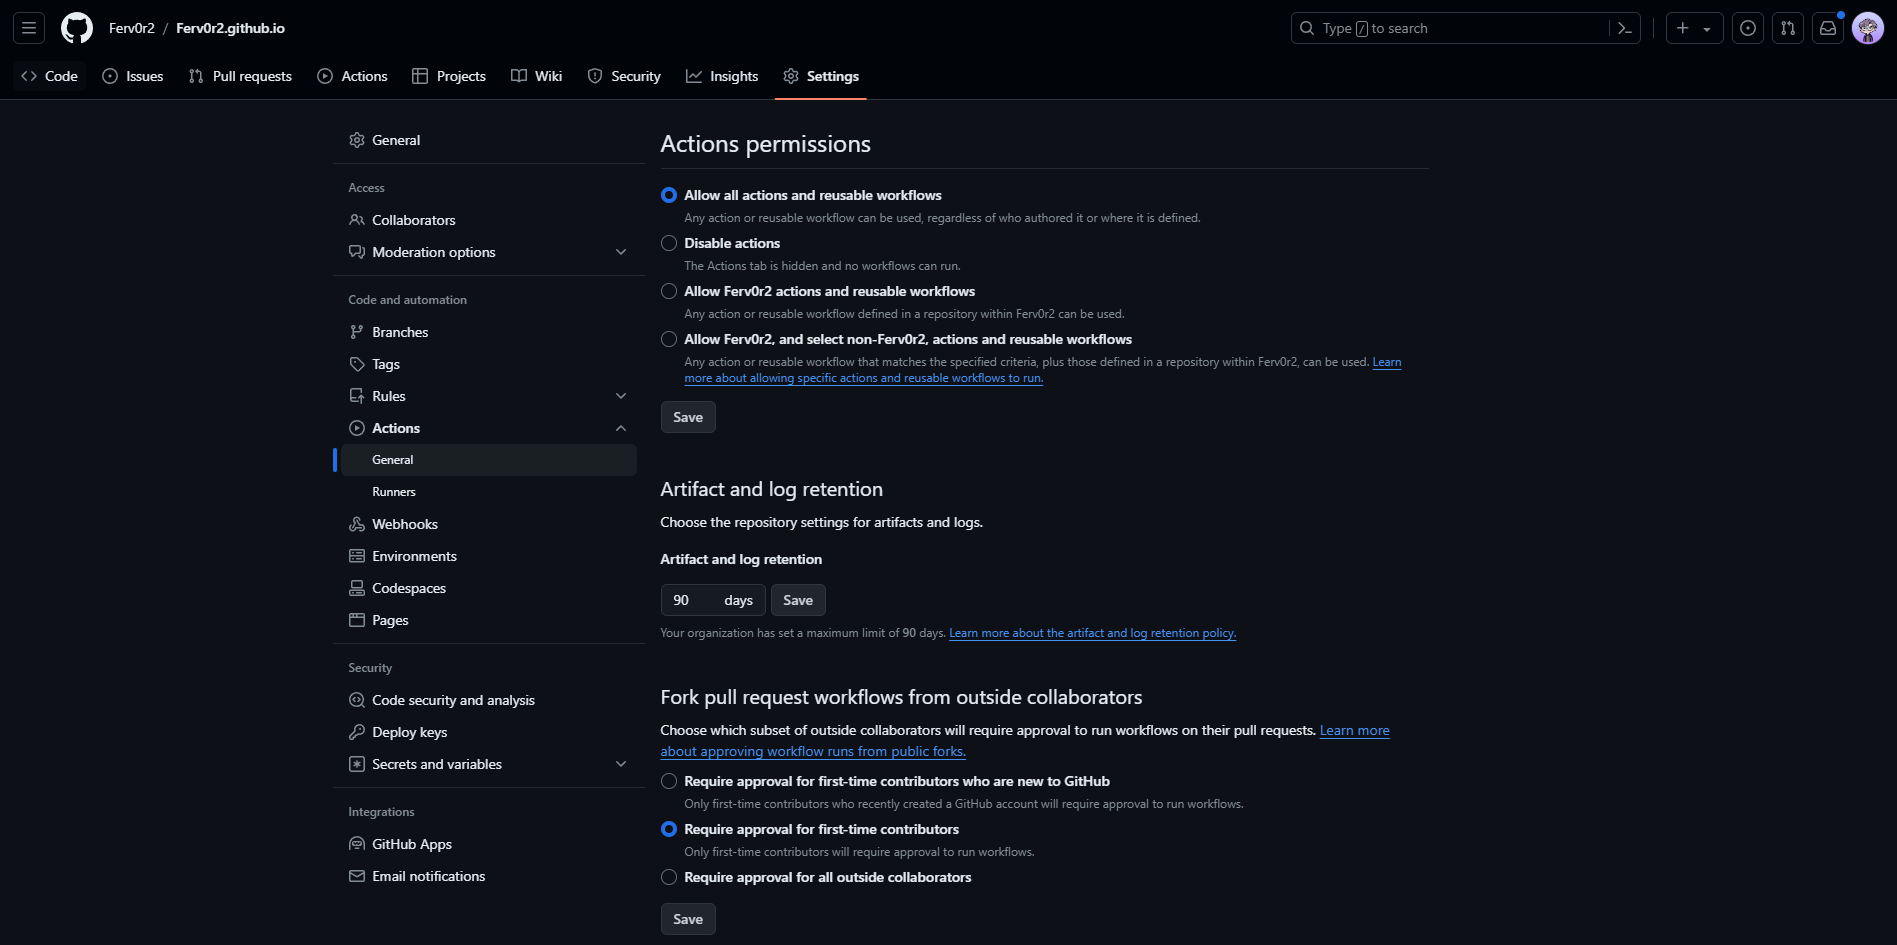 Ferv0r2 / Ferv0r2.github.io
Type / to search
Code Issues Pull requests Actions Projects Wiki Security Insights Settings
General
Access
Collaborators
Moderation options
Code and automation
Branches
Tags
Rules
Actions
General
Runners
Webhooks
Environments
Codespaces
Pages
Security
Code security and analysis
Deploy keys
Secrets and variables
Integrations
GitHub Apps
Email notifications
Actions permissions
Allow all actions and reusable workflows
Any action or reusable workflow can be used, regardless of who authored it or where it is defined.
Disable actions
The Actions tab is hidden and no workflows can run.
Allow Ferv0r2 actions and reusable workflows
Any action or reusable workflow defined in a repository within Ferv0r2 can be used.
Allow Ferv0r2, and select non-Ferv0r2, actions and reusable workflows
Any action or reusable workflow that matches the specified criteria, plus those defined in a repository within Ferv0r2, can be used. Learn
more about allowing specific actions and reusable workflows to run.
Save
Artifact and log retention
Choose the repository settings for artifacts and logs.
Artifact and log retention
90 days Save
Your organization has set a maximum limit of 90 days. Learn more about the artifact and log retention policy.
Fork pull request workflows from outside collaborators
Choose which subset of outside collaborators will require approval to run workflows on their pull requests. Learn more
about approving workflow runs from public forks.
Require approval for first-time contributors who are new to GitHub
Only first-time contributors who recently created a GitHub account will require approval to run workflows.
Require approval for first-time contributors
Only first-time contributors will require approval to run workflows.
Require approval for all outside collaborators
Save